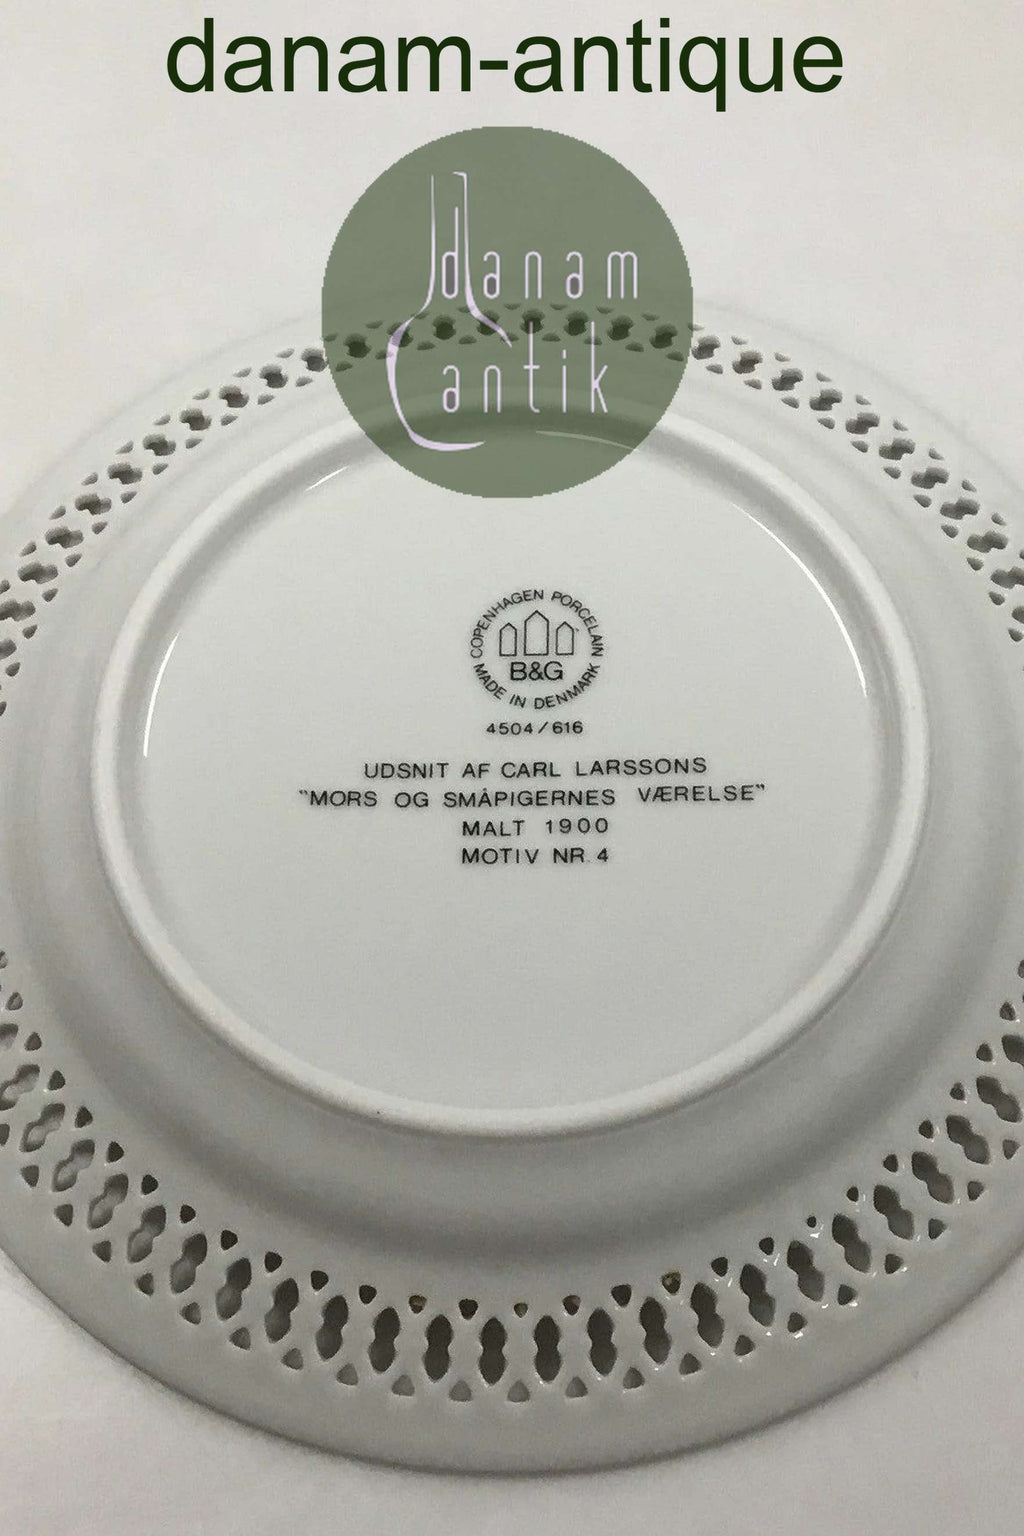 danam-antique
danam
antik
COPENHAGEN PORCELAIN
B&G
MADE IN DENMARK
4504/616
UDSNIT AF CARL LARSSONS
"MORS OG SMÅPIGERNES VÆRELSE"
MALT 1900
MOTIV NR. 4